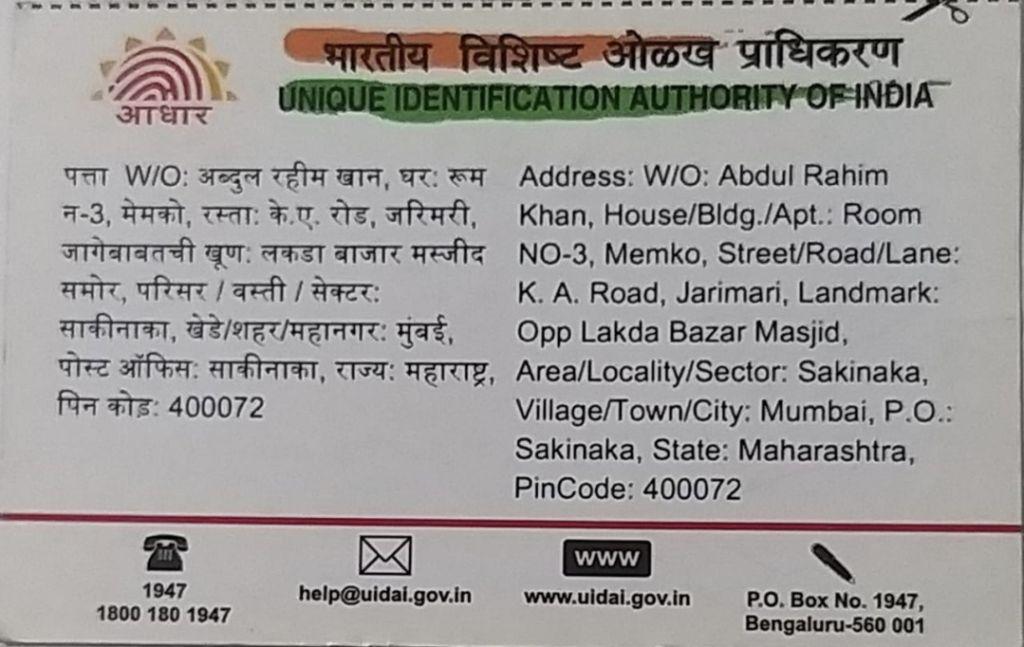 आधार
भारतीय विशिष्ट ओळख प्राधिकरण
UNIQUE IDENTIFICATION AUTHORITY OF INDIA
पत्ता W/O: अब्दुल रहीम खान, घर: रूम
न-3, मेमको, रस्ता: के.ए. रोड, जरिमरी,
जागेबाबतची खूण: लकडा बाजार मस्जीद
समोर, परिसर / वस्ती / सेक्टर:
साकीनाका, खेडे/शहर/महानगर: मुंबई,
पोस्ट ऑफिस: साकीनाका, राज्य: महाराष्ट्र,
पिन कोड: 400072
Address: W/O: Abdul Rahim
Khan, House/Bldg./Apt.: Room
NO-3, Memko, Street/Road/Lane:
K. A. Road, Jarimari, Landmark:
Opp Lakda Bazar Masjid,
Area/Locality/Sector: Sakinaka,
Village/Town/City: Mumbai, P.O.:
Sakinaka, State: Maharashtra,
PinCode: 400072
1947
1800 180 1947
help@uidai.gov.in
www
www.uidai.gov.in
P.O. Box No. 1947,
Bengaluru-560 001